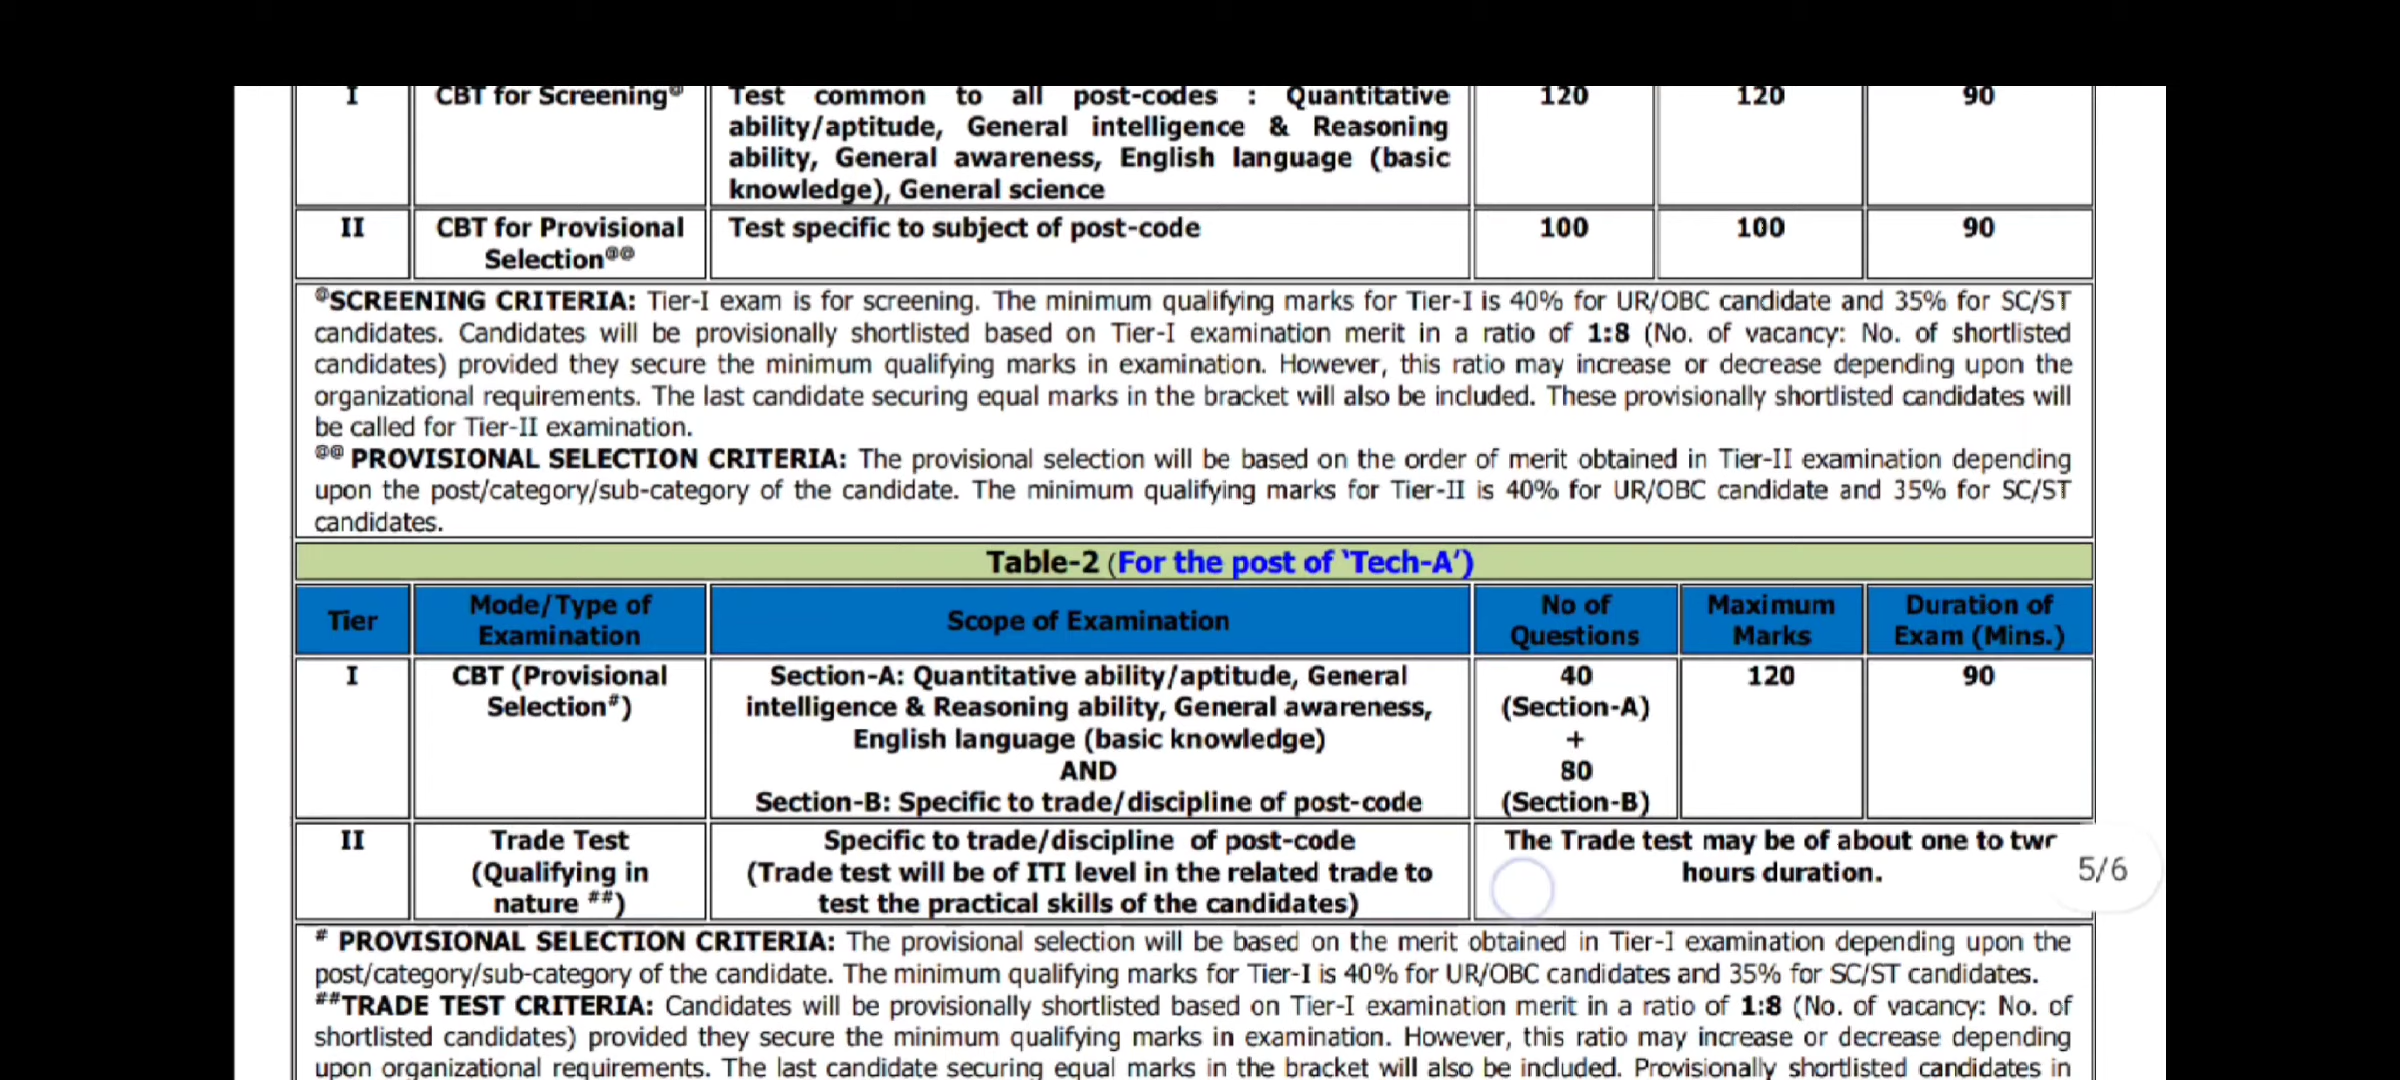 I CBT for Screening@ Test common to all post-codes : Quantitative 120 120 90
ability/aptitude, General intelligence & Reasoning
ability, General awareness, English language (basic
knowledge), General science
II CBT for Provisional Test specific to subject of post-code 100 100 90
Selection@@
@SCREENING CRITERIA: Tier-I exam is for screening. The minimum qualifying marks for Tier-I is 40% for UR/OBC candidate and 35% for SC/ST
candidates. Candidates will be provisionally shortlisted based on Tier-I examination merit in a ratio of 1:8 (No. of vacancy: No. of shortlisted
candidates) provided they secure the minimum qualifying marks in examination. However, this ratio may increase or decrease depending upon the
organizational requirements. The last candidate securing equal marks in the bracket will also be included. These provisionally shortlisted candidates will
be called for Tier-II examination.
@@ PROVISIONAL SELECTION CRITERIA: The provisional selection will be based on the order of merit obtained in Tier-II examination depending
upon the post/category/sub-category of the candidate. The minimum qualifying marks for Tier-II is 40% for UR/OBC candidate and 35% for SC/ST
candidates.
Table-2 (For the post of 'Tech-A')
Tier Mode/Type of Examination Scope of Examination No of Questions Maximum Marks Duration of Exam (Mins.)
I CBT (Provisional Section-A: Quantitative ability/aptitude, General 40 120 90
Selection#) intelligence & Reasoning ability, General awareness, (Section-A)
English language (basic knowledge) +
AND 80
Section-B: Specific to trade/discipline of post-code (Section-B)
II Trade Test Specific to trade/discipline of post-code The Trade test may be of about one to two
(Qualifying in (Trade test will be of ITI level in the related trade to hours duration.
nature ##) test the practical skills of the candidates)
5/6
# PROVISIONAL SELECTION CRITERIA: The provisional selection will be based on the merit obtained in Tier-I examination depending upon the
post/category/sub-category of the candidate. The minimum qualifying marks for Tier-I is 40% for UR/OBC candidates and 35% for SC/ST candidates.
##TRADE TEST CRITERIA: Candidates will be provisionally shortlisted based on Tier-I examination merit in a ratio of 1:8 (No. of vacancy: No. of
shortlisted candidates) provided they secure the minimum qualifying marks in examination. However, this ratio may increase or decrease depending
upon organizational requirements. The last candidate securing equal marks in the bracket will also be included. Provisionally shortlisted candidates in